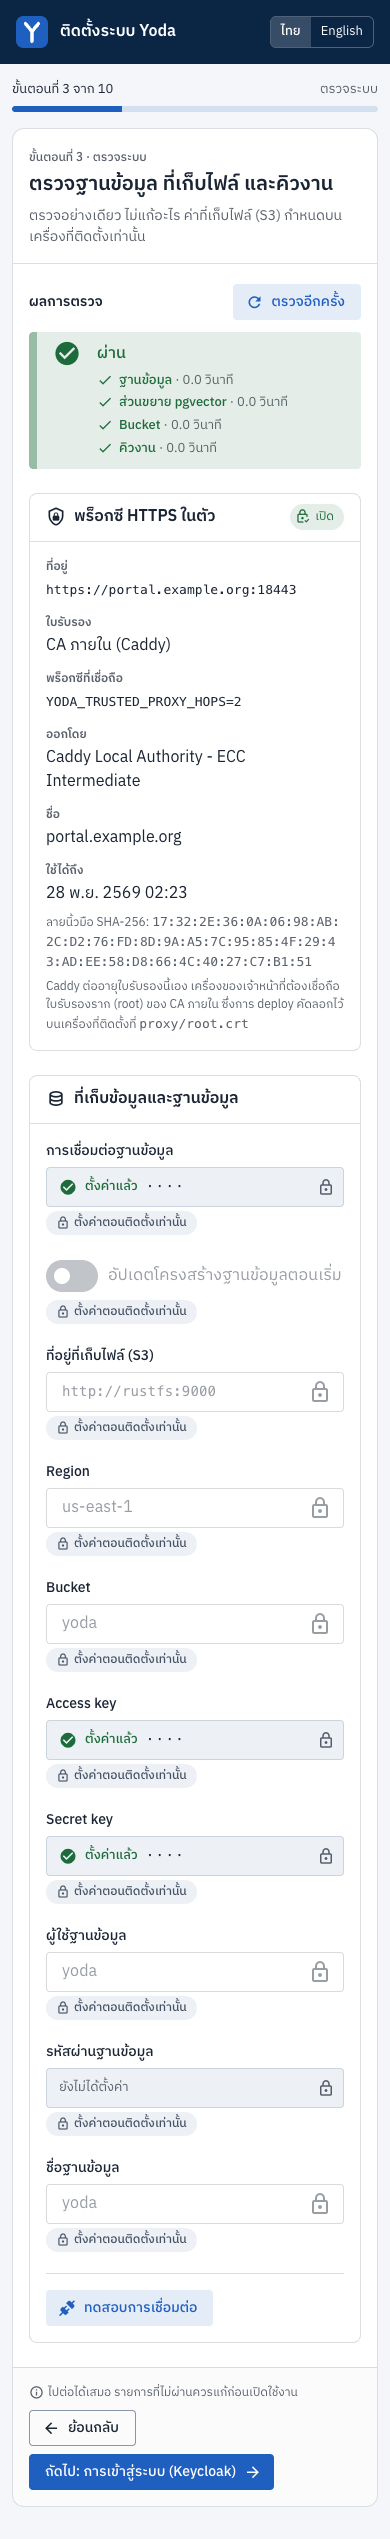 ติดตั้งระบบ Yoda
ไทย
English
ขั้นตอนที่ 3 จาก 10
ตรวจระบบ
ขั้นตอนที่ 3 · ตรวจระบบ
ตรวจฐานข้อมูล ที่เก็บไฟล์ และคิวงาน
ตรวจอย่างเดียว ไม่แก้อะไร ค่าที่เก็บไฟล์ (S3) กำหนดบน
เครื่องที่ติดตั้งเท่านั้น
ผลการตรวจ
ตรวจอีกครั้ง
ผ่าน
ฐานข้อมูล · 0.0 วินาที
ส่วนขยาย pgvector · 0.0 วินาที
Bucket · 0.0 วินาที
คิวงาน · 0.0 วินาที
พร็อกซี HTTPS ในตัว
เปิด
ที่อยู่
https://portal.example.org:18443
ใบรับรอง
CA ภายใน (Caddy)
พร็อกซีที่เชื่อถือ
YODA_TRUSTED_PROXY_HOPS=2
ออกโดย
Caddy Local Authority - ECC
Intermediate
ชื่อ
portal.example.org
ใช้ได้ถึง
28 พ.ย. 2569 02:23
ลายนิ้วมือ SHA-256: 17:32:2E:36:0A:06:98:AB:
2C:D2:76:FD:8D:9A:A5:7C:95:85:4F:29:4
3:AD:EE:58:D8:66:4C:40:27:C7:B1:51
Caddy ต่ออายุใบรับรองนี้เอง เครื่องของเจ้าหน้าที่ต้องเชื่อถือ
ใบรับรองราก (root) ของ CA ภายใน ซึ่งการ deploy คัดลอกไว้
บนเครื่องที่ติดตั้งที่ proxy/root.crt
ที่เก็บข้อมูลและฐานข้อมูล
การเชื่อมต่อฐานข้อมูล
ตั้งค่าแล้ว ····
ตั้งค่าตอนติดตั้งเท่านั้น
อัปเดตโครงสร้างฐานข้อมูลตอนเริ่ม
ตั้งค่าตอนติดตั้งเท่านั้น
ที่อยู่ที่เก็บไฟล์ (S3)
http://rustfs:9000
ตั้งค่าตอนติดตั้งเท่านั้น
Region
us-east-1
ตั้งค่าตอนติดตั้งเท่านั้น
Bucket
yoda
ตั้งค่าตอนติดตั้งเท่านั้น
Access key
ตั้งค่าแล้ว ····
ตั้งค่าตอนติดตั้งเท่านั้น
Secret key
ตั้งค่าแล้ว ····
ตั้งค่าตอนติดตั้งเท่านั้น
ผู้ใช้ฐานข้อมูล
yoda
ตั้งค่าตอนติดตั้งเท่านั้น
รหัสผ่านฐานข้อมูล
ยังไม่ได้ตั้งค่า
ตั้งค่าตอนติดตั้งเท่านั้น
ชื่อฐานข้อมูล
yoda
ตั้งค่าตอนติดตั้งเท่านั้น
ทดสอบการเชื่อมต่อ
ไปต่อได้เสมอ รายการที่ไม่ผ่านควรแก้ก่อนเปิดใช้งาน
ย้อนกลับ
ถัดไป: การเข้าสู่ระบบ (Keycloak)